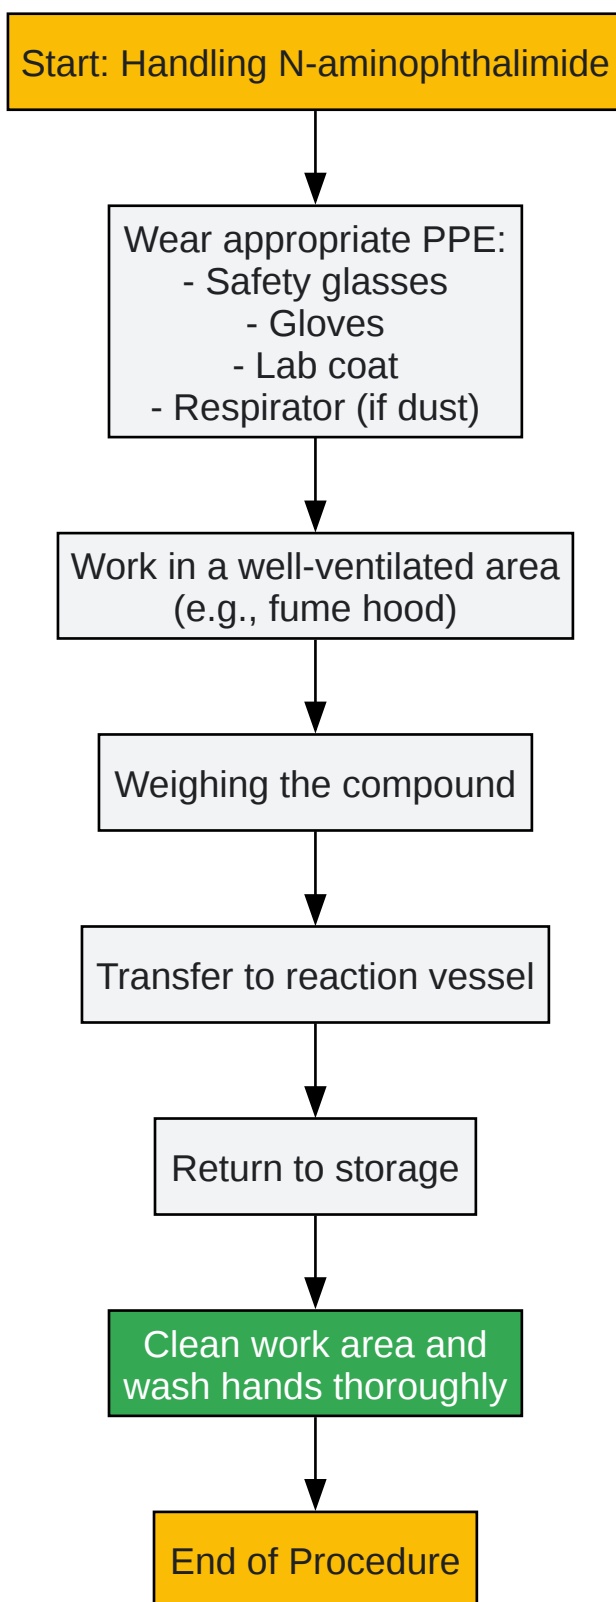 Start: Handling N-aminophthalimide
Wear appropriate PPE:
- Safety glasses
- Gloves
- Lab coat
- Respirator (if dust)
Work in a well-ventilated area
(e.g., fume hood)
Weighing the compound
Transfer to reaction vessel
Return to storage
Clean work area and
wash hands thoroughly
End of Procedure